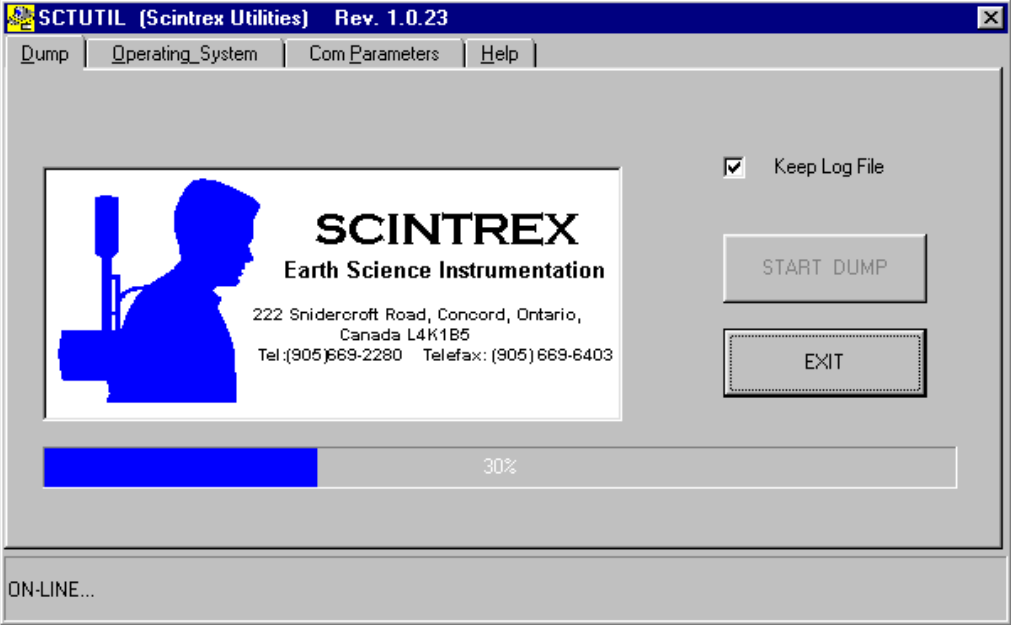 SCTUTIL (Scintrex Utilities) Rev. 1.0.23
Dump Operating_System Com Parameters Help
Keep Log File
SCINTREX
Earth Science Instrumentation
222 Snidercroft Road, Concord, Ontario,
Canada L4K1B5
Tel:(905)669-2280 Telefax: (905) 669-6403
START DUMP
EXIT
30%
ON-LINE...